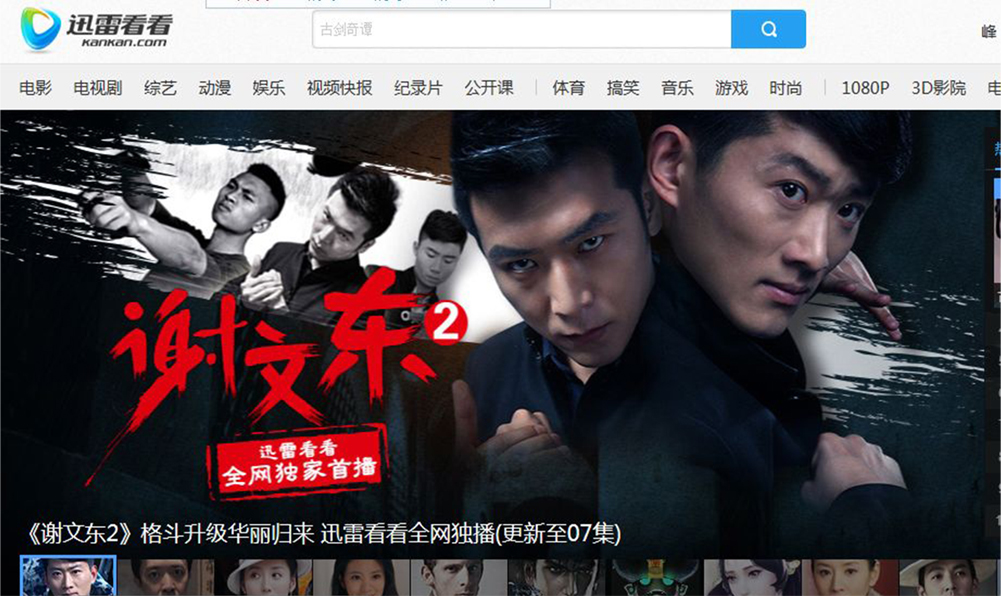 迅雷看看
kankan.com
古剑奇谭
峰
电影 电视剧 综艺 动漫 娱乐 视频快报 纪录片 公开课 体育 搞笑 音乐 游戏 时尚 1080P 3D影院
谢文东2
迅雷看看
全网独家首播
《谢文东2》格斗升级华丽归来 迅雷看看全网独播(更新至07集)